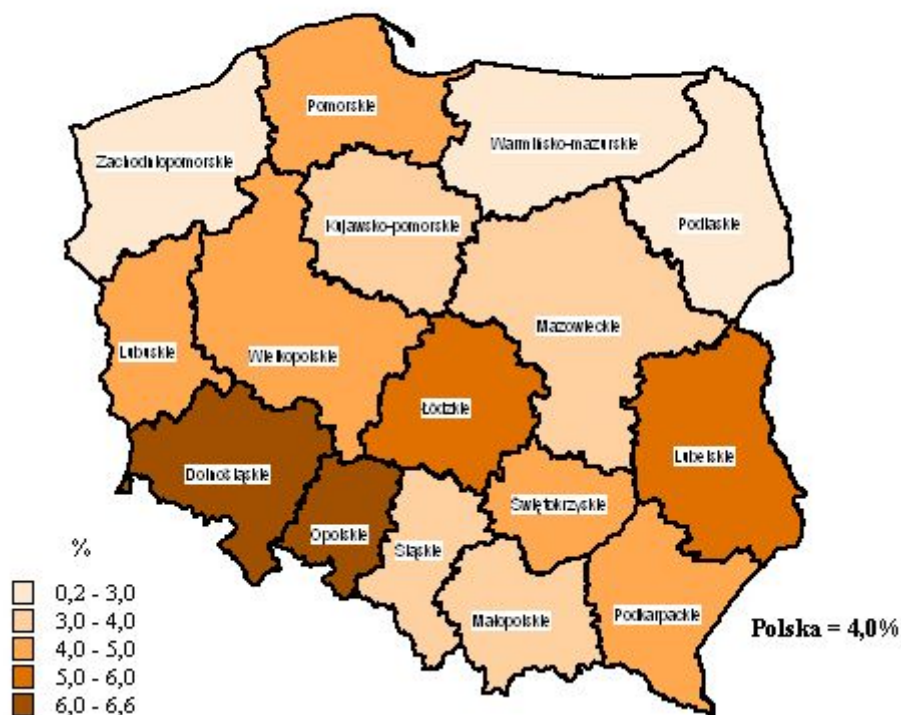 Pomorskie
Warmińsko-mazurskie
Zachodniopomorskie
Podlaskie
Kujawsko-pomorskie
Mazowieckie
Lubuskie
Wielkopolskie
Łódzkie
Lubelskie
Dolnośląskie
Świętokrzyskie
Opolskie
Śląskie
Podkarpackie
Małopolskie
Polska = 4,0%
%
0,2 - 3,0
3,0 - 4,0
4,0 - 5,0
5,0 - 6,0
6,0 - 6,6